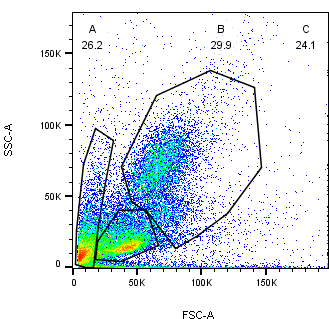 A B C
26.2 29.9 24.1
150K
100K
50K
0
SSC-A
0 50K 100K 150K
FSC-A